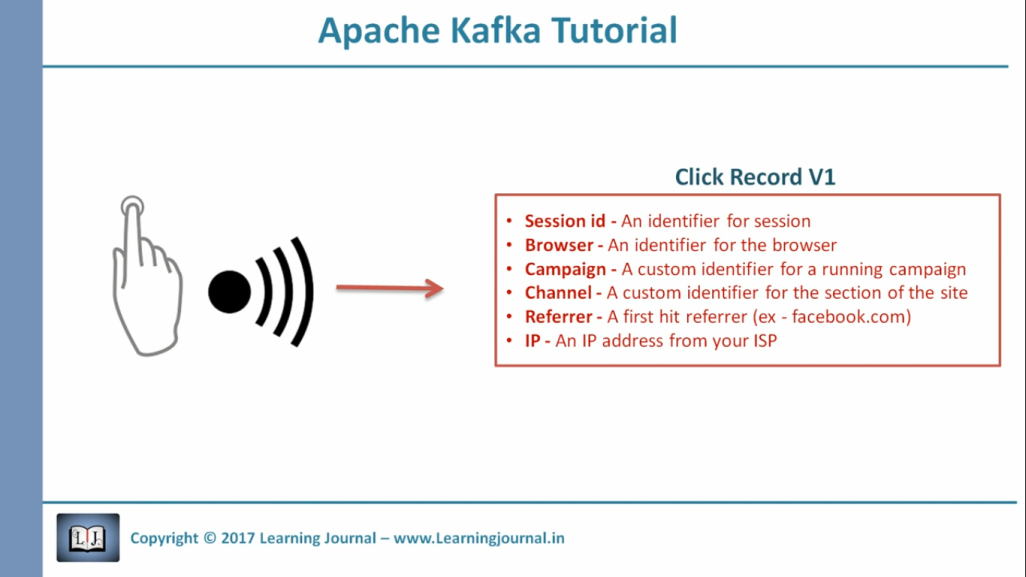 Apache Kafka Tutorial
Click Record V1
• Session id - An identifier for session
• Browser - An identifier for the browser
• Campaign - A custom identifier for a running campaign
• Channel - A custom identifier for the section of the site
• Referrer - A first hit referrer (ex - facebook.com)
• IP - An IP address from your ISP
L J
Copyright © 2017 Learning Journal – www.Learningjournal.in